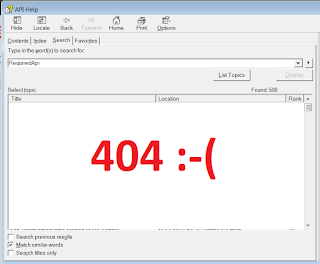 API Help
Hide Locate Back Forward Home Print Options
Contents Index Search Favorites
Type in the word(s) to search for:
RequiredApi
List Topics Display
Select topic: Found: 500
Title Location Rank
404 :-(
Search previous results
Match similar words
Search titles only